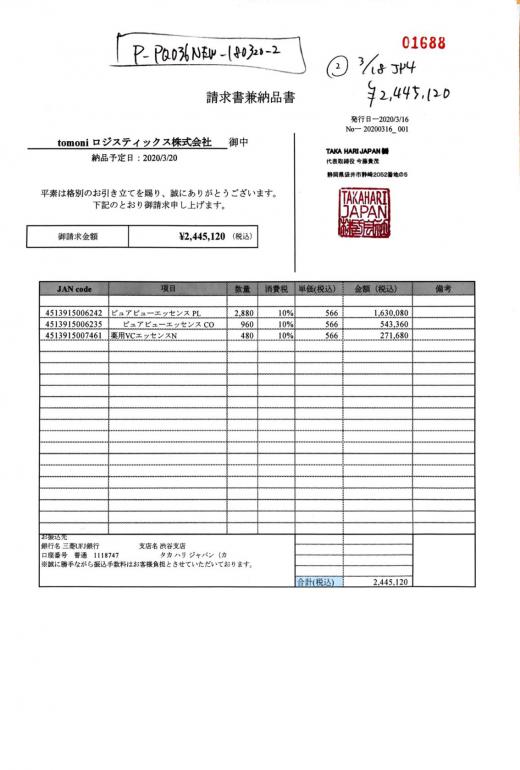 01688
P-PQ036NEW-180320-2
② 3/18 JP4
¥2,445,120
請求書兼納品書
発行日ー2020/3/16
Noー 20200316_001
tomoni ロジスティックス株式会社 御中
納品予定日：2020/3/20
TAKA HARI JAPAN ㈱
代表取締役 今藤貴茂
静岡県袋井市静崎2052番地の5
平素は格別のお引き立てを賜り、誠にありがとうございます。
下記のとおり御請求申し上げます。
TAKAHARI
JAPAN
株式会社
御請求金額 ¥2,445,120 (税込)
JAN code 項目 数量 消費税 単価(税込) 金額（税込） 備考
4513915006242 ピュアビューエッセンス PL 2,880 10% 566 1,630,080
4513915006235 ピュアビューエッセンス CO 960 10% 566 543,360
4513915007461 薬用VCエッセンスN 480 10% 566 271,680
お振込先
銀行名 三菱UFJ銀行 支店名 渋谷支店
口座番号 普通 1118747 タカ ハリ ジャパン（カ
※誠に勝手ながら振込手数料はお客様負担とさせていただいております。
合計(税込) 2,445,120